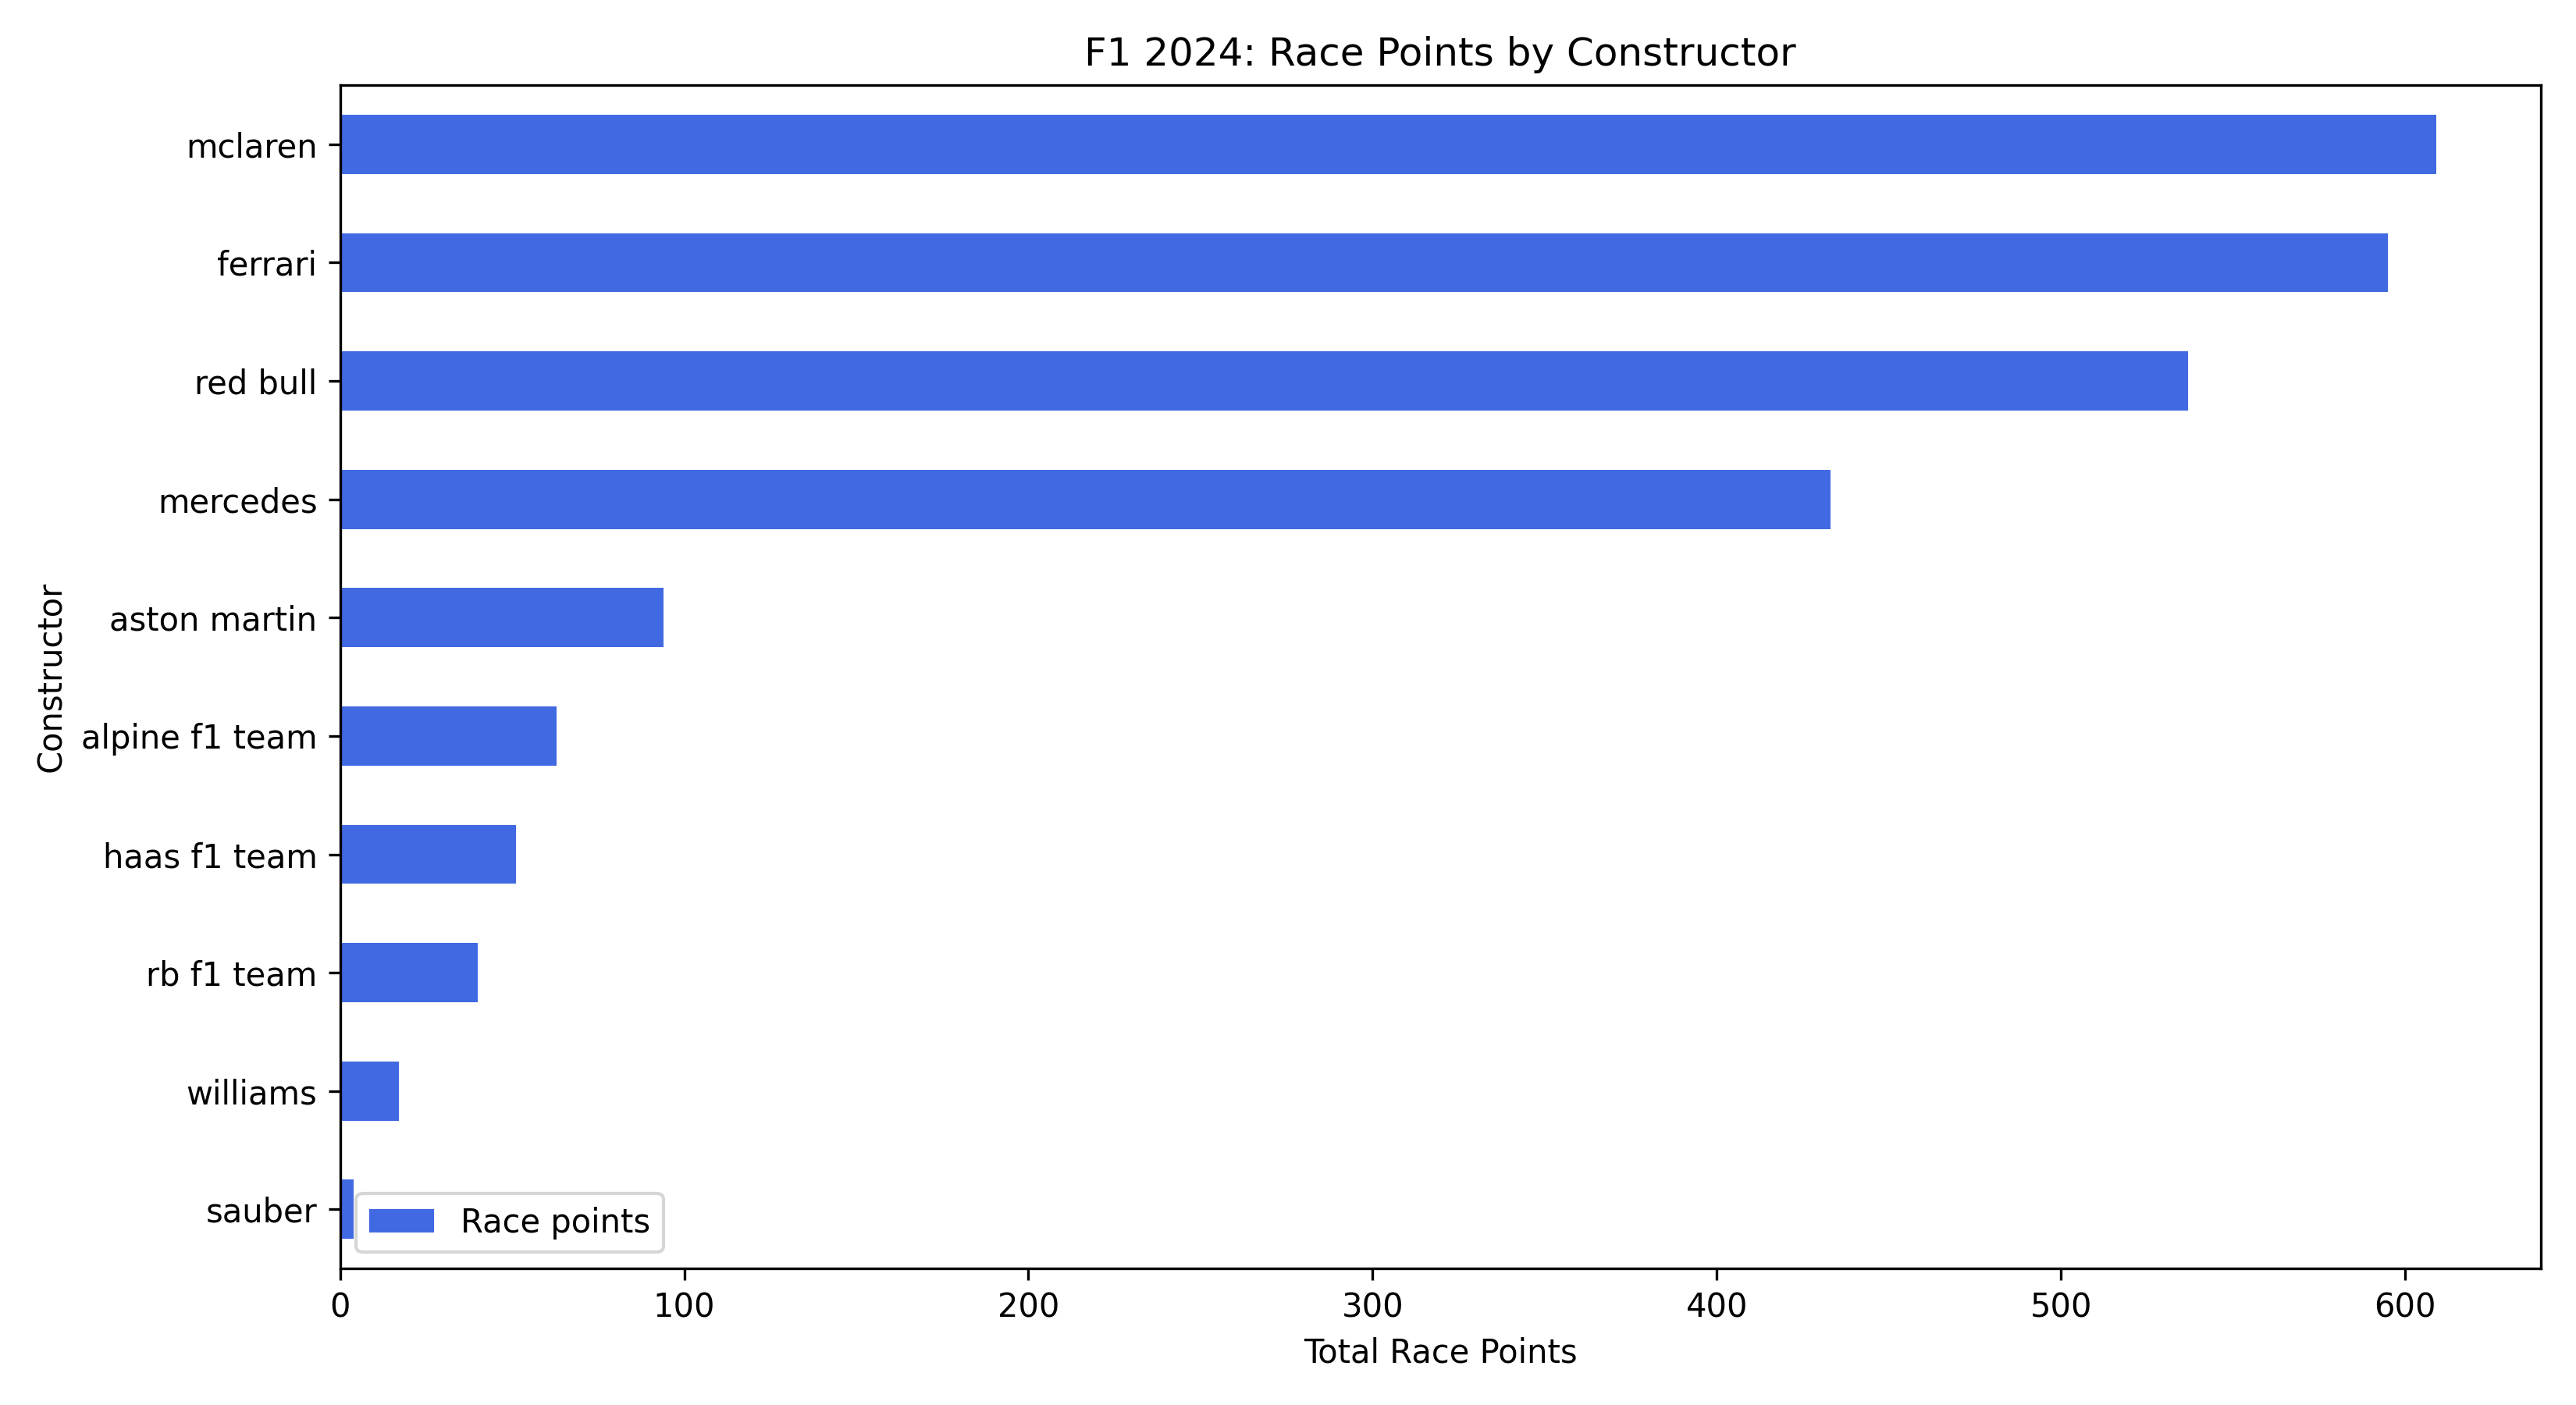 F1 2024: Race Points by Constructor
mclaren
ferrari
red bull
mercedes
aston martin
alpine f1 team
haas f1 team
rb f1 team
williams
sauber
Constructor
Race points
0 100 200 300 400 500 600
Total Race Points